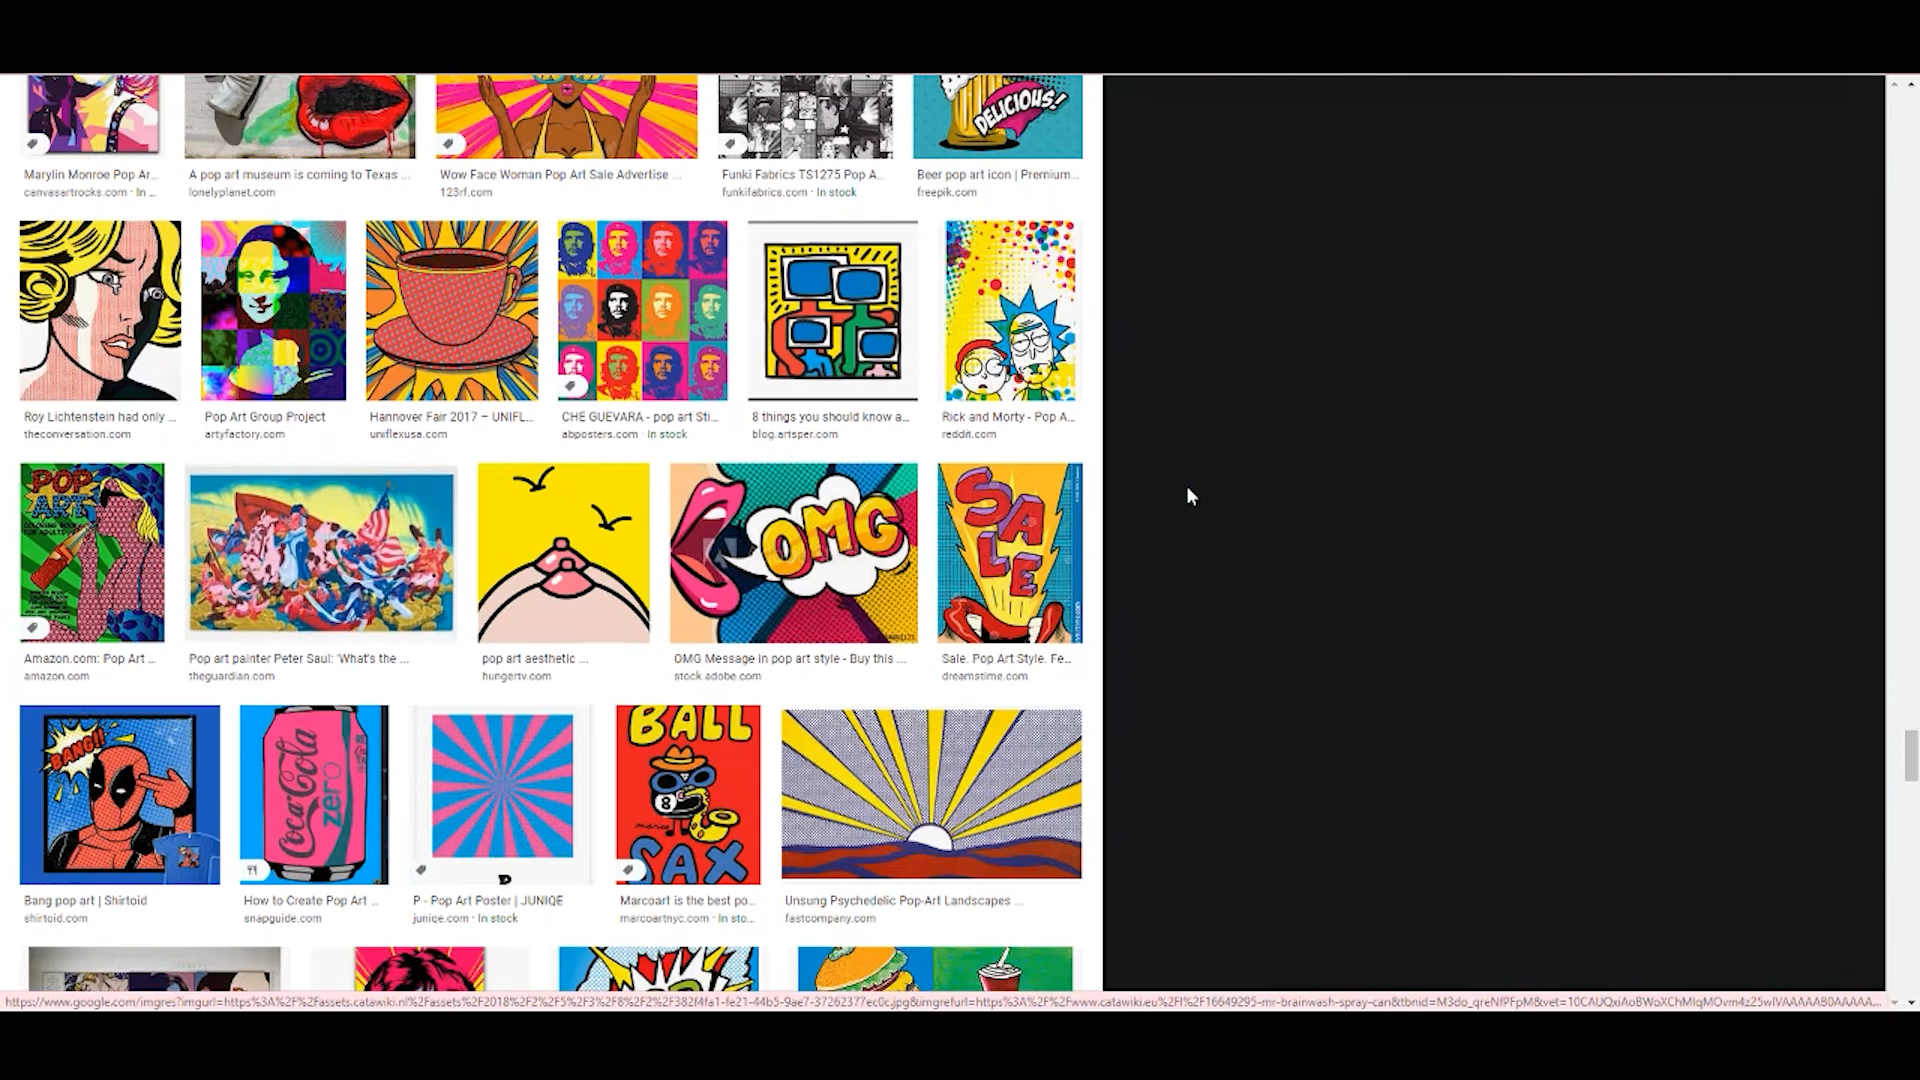 DELICIOUS!
Marylin Monroe Pop Ar...
canvasartrocks.com · In ...
A pop art museum is coming to Texas ...
lonelyplanet.com
Wow Face Woman Pop Art Sale Advertise ...
123rf.com
Funki Fabrics TS1275 Pop A...
funkifabrics.com · In stock
Beer pop art icon | Premium...
freepik.com
Roy Lichtenstein had only ...
theconversation.com
Pop Art Group Project
artyfactory.com
Hannover Fair 2017 – UNIFL...
uniflexusa.com
CHE GUEVARA - pop art Sti...
abposters.com · In stock
8 things you should know a...
blog.artsper.com
Rick and Morty - Pop A...
reddit.com
POP
ART
OMG
SALE
Amazon.com: Pop Art ...
amazon.com
Pop art painter Peter Saul: 'What's the ...
theguardian.com
pop art aesthetic ...
hungertv.com
OMG Message in pop art style - Buy this ...
stock.adobe.com
Sale. Pop Art Style. Fe...
dreamstime.com
BANG!!
Coca-Cola
zero
P
BALL
8
SAX
Bang pop art | Shirtoid
shirtoid.com
How to Create Pop Art ...
snapguide.com
P - Pop Art Poster | JUNIQE
juniqe.com · In stock
Marcoart is the best po...
marcoartnyc.com · In sto...
Unsung Psychedelic Pop-Art Landscapes ...
fastcompany.com